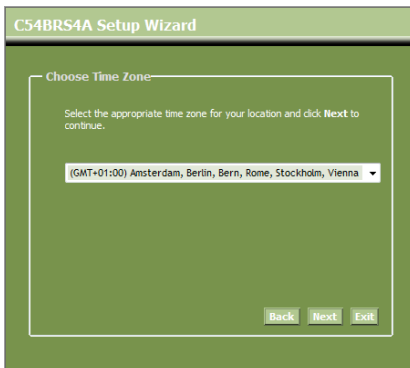 C54BRS4A Setup Wizard
Choose Time Zone
Select the appropriate time zone for your location and click Next to
continue.
(GMT+01:00) Amsterdam, Berlin, Bern, Rome, Stockholm, Vienna
Back Next Exit